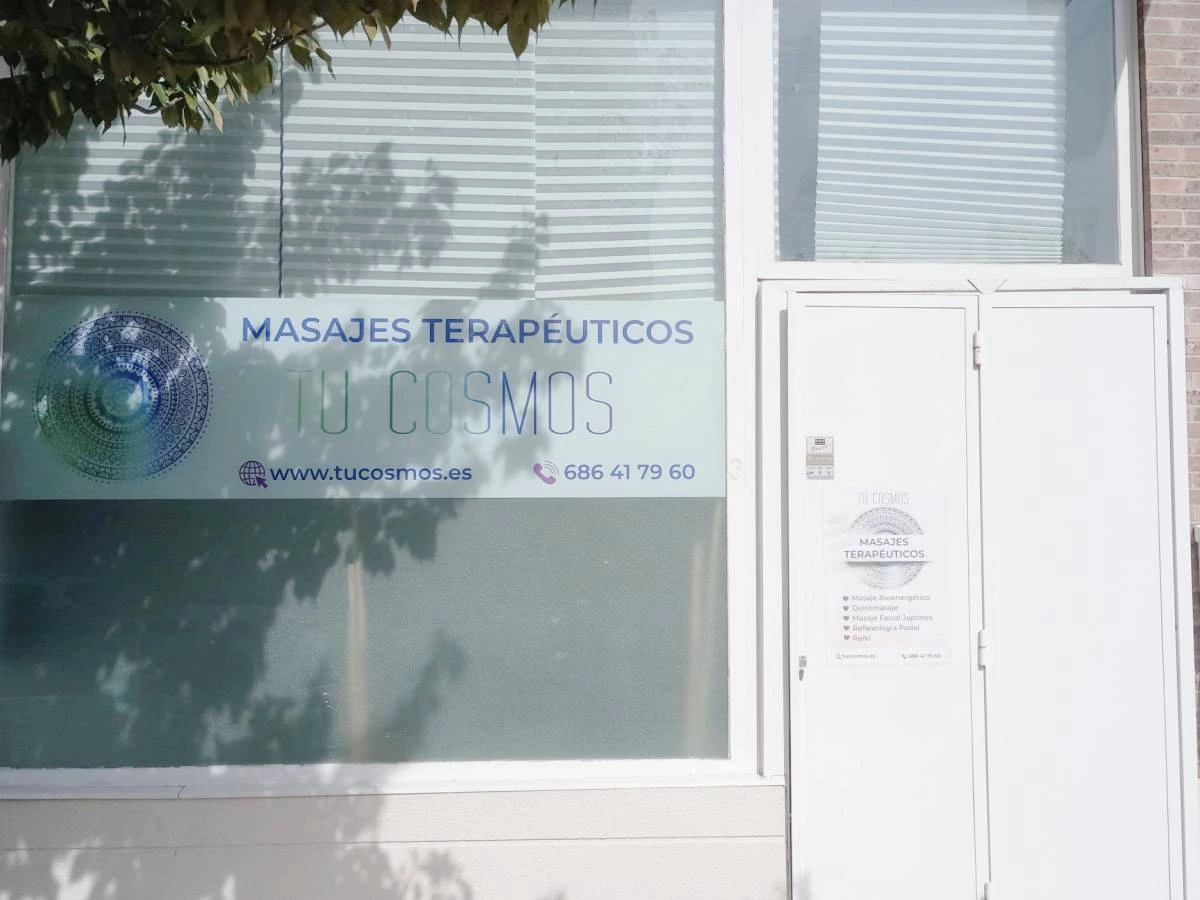 MASAJES TERAPÉUTICOS
TU COSMOS
www.tucosmos.es
686 41 79 60
TU COSMOS
MASAJES
TERAPÉUTICOS
Masaje Bioenergético
Quiromasaje
Masaje Facial Japonés
Reflexología Podal
Reiki
tucosmos.es
686 41 79 60